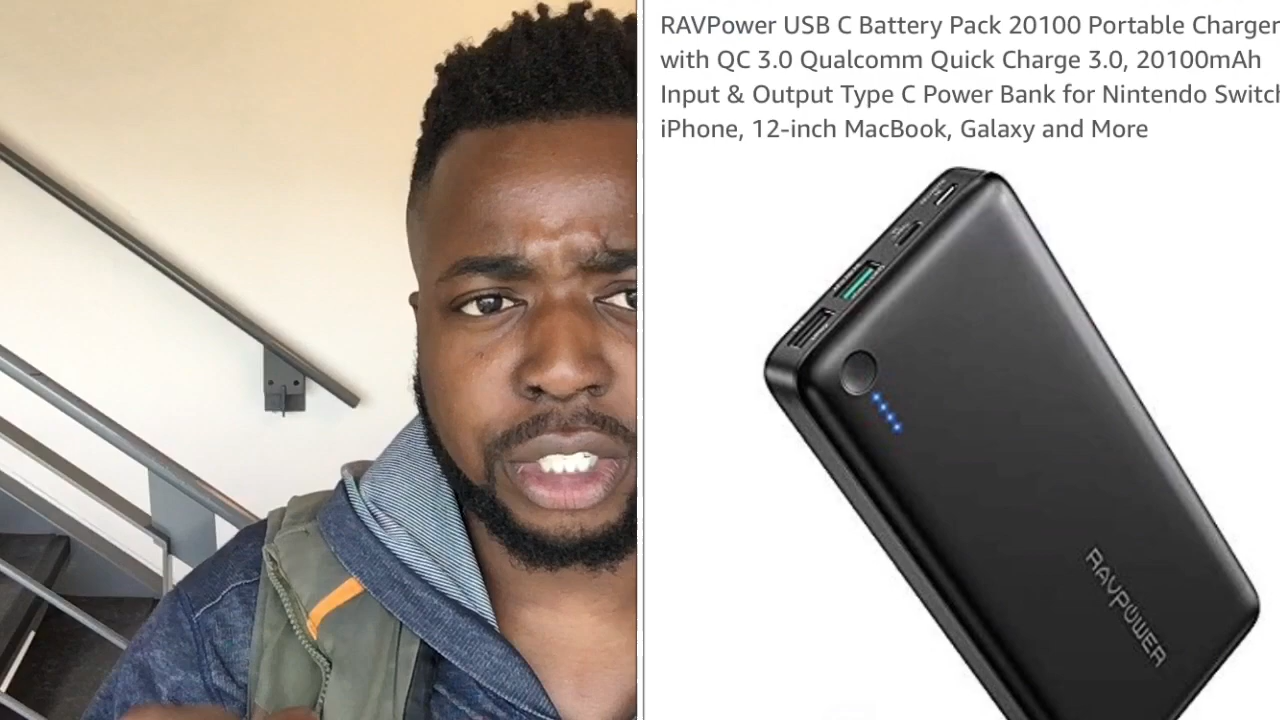 RAVPower USB C Battery Pack 20100 Portable Charger
with QC 3.0 Qualcomm Quick Charge 3.0, 20100mAh
Input & Output Type C Power Bank for Nintendo Switch
iPhone, 12-inch MacBook, Galaxy and More
RAVPOWER